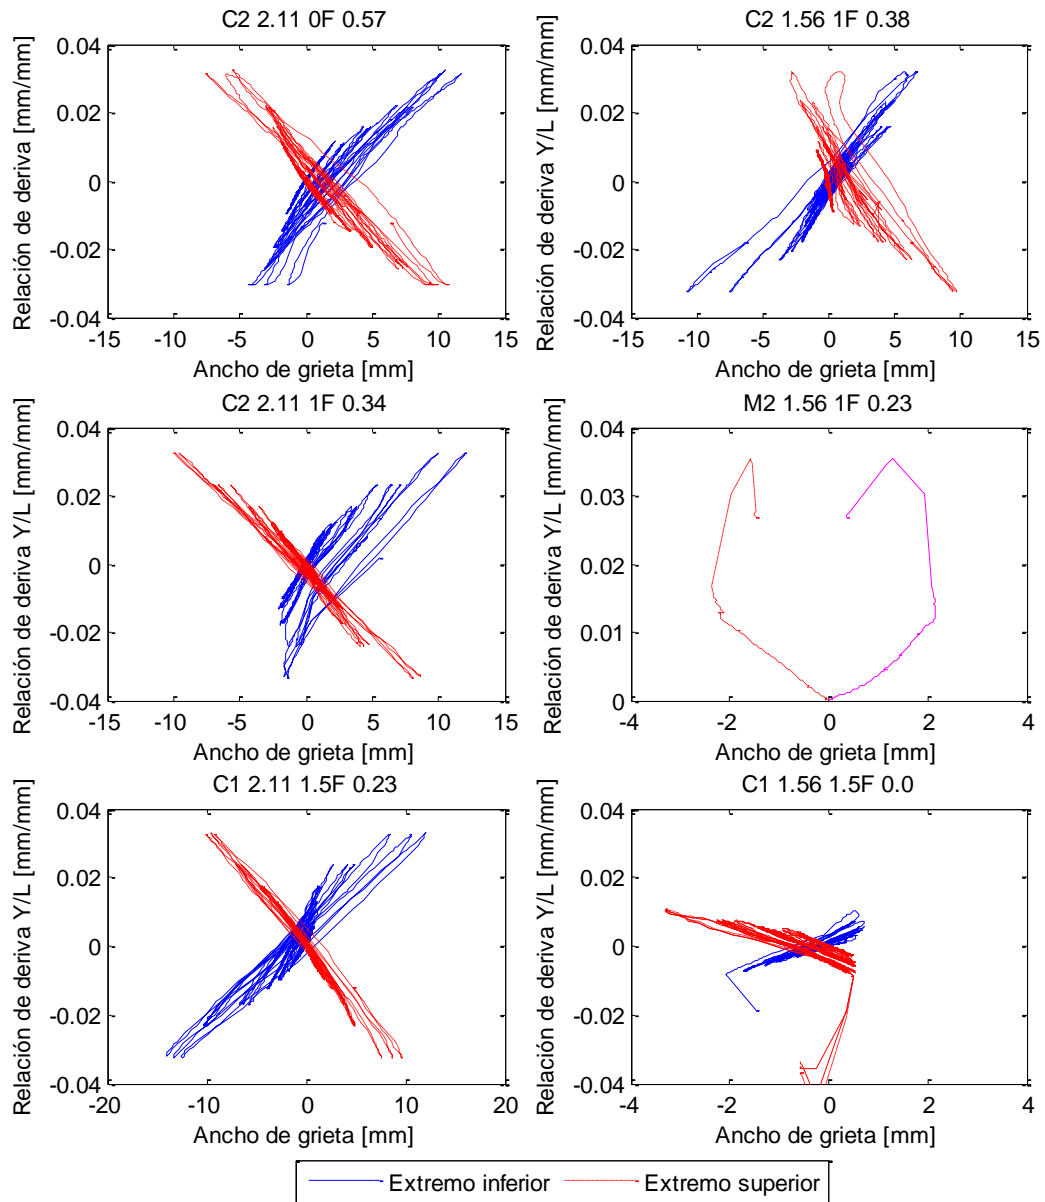 C2 2.11 0F 0.57
Relación de deriva [mm/mm]
0.04
0.02
0
-0.02
-0.04
-15 -10 -5 0 5 10 15
Ancho de grieta [mm]
C2 1.56 1F 0.38
Relación de deriva Y/L [mm/mm]
0.04
0.02
0
-0.02
-0.04
-15 -10 -5 0 5 10 15
Ancho de grieta [mm]
C2 2.11 1F 0.34
Relación de deriva Y/L [mm/mm]
0.04
0.02
0
-0.02
-0.04
-15 -10 -5 0 5 10 15
Ancho de grieta [mm]
M2 1.56 1F 0.23
Relación de deriva Y/L [mm/mm]
0.04
0.03
0.02
0.01
0
-4 -2 0 2 4
Ancho de grieta [mm]
C1 2.11 1.5F 0.23
Relación de deriva Y/L [mm/mm]
0.04
0.02
0
-0.02
-0.04
-20 -10 0 10 20
Ancho de grieta [mm]
C1 1.56 1.5F 0.0
Relación de deriva Y/L [mm/mm]
0.04
0.02
0
-0.02
-0.04
-4 -2 0 2 4
Ancho de grieta [mm]
Extremo inferior Extremo superior